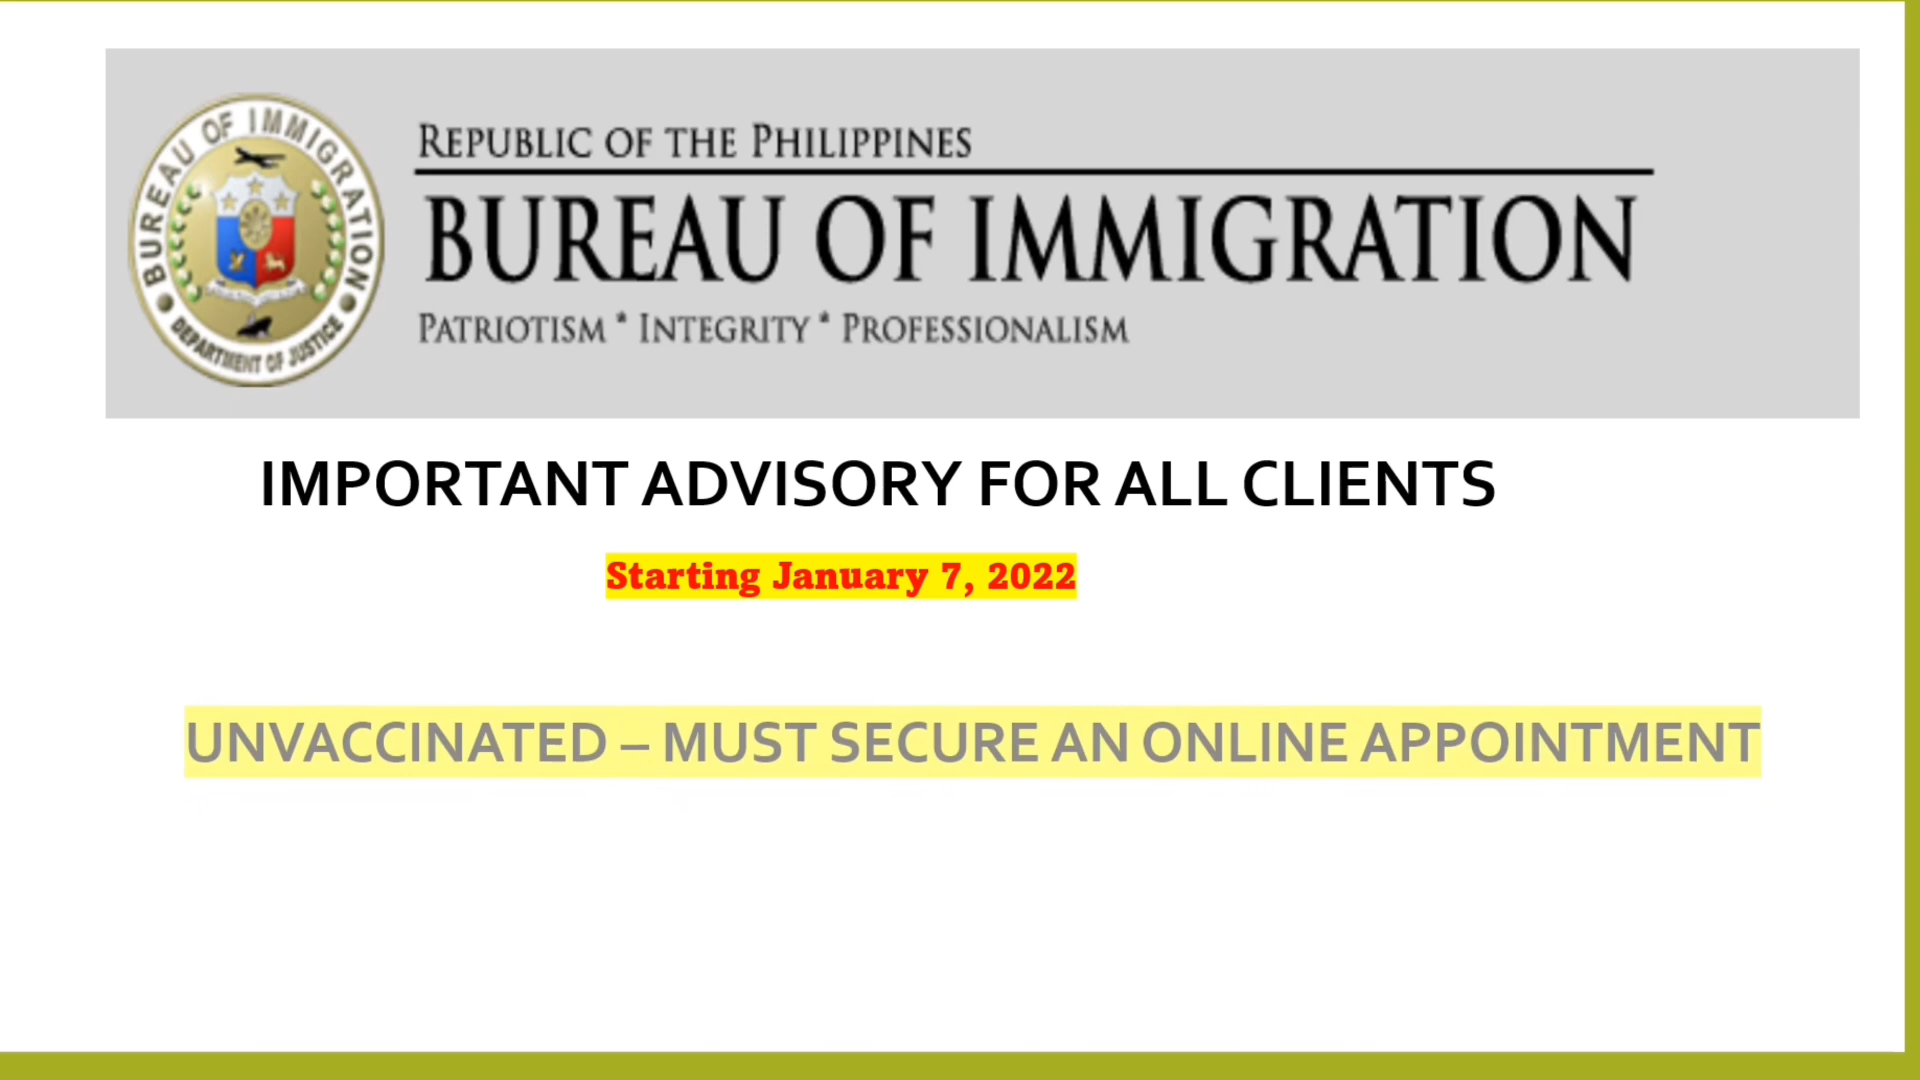 BUREAU OF IMMIGRATION
DEPARTMENT OF JUSTICE
REPUBLIC OF THE PHILIPPINES
BUREAU OF IMMIGRATION
PATRIOTISM * INTEGRITY * PROFESSIONALISM
IMPORTANT ADVISORY FOR ALL CLIENTS
Starting January 7, 2022
UNVACCINATED – MUST SECURE AN ONLINE APPOINTMENT